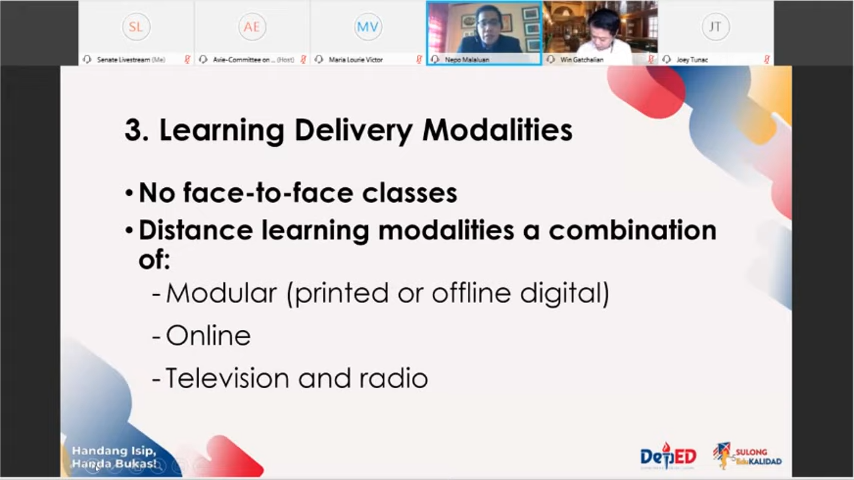 SL
AE
MV
JT
Senate Livestream (Me)
Avie-Committee on ... (Host)
Maria Lourie Victor
Nepo Malaluan
Win Gatchalian
Joey Tunac
3. Learning Delivery Modalities
• No face-to-face classes
• Distance learning modalities a combination
of:
- Modular (printed or offline digital)
- Online
- Television and radio
Handang Isip,
Handa Bukas!
DepED
SULONG
EduKALIDAD